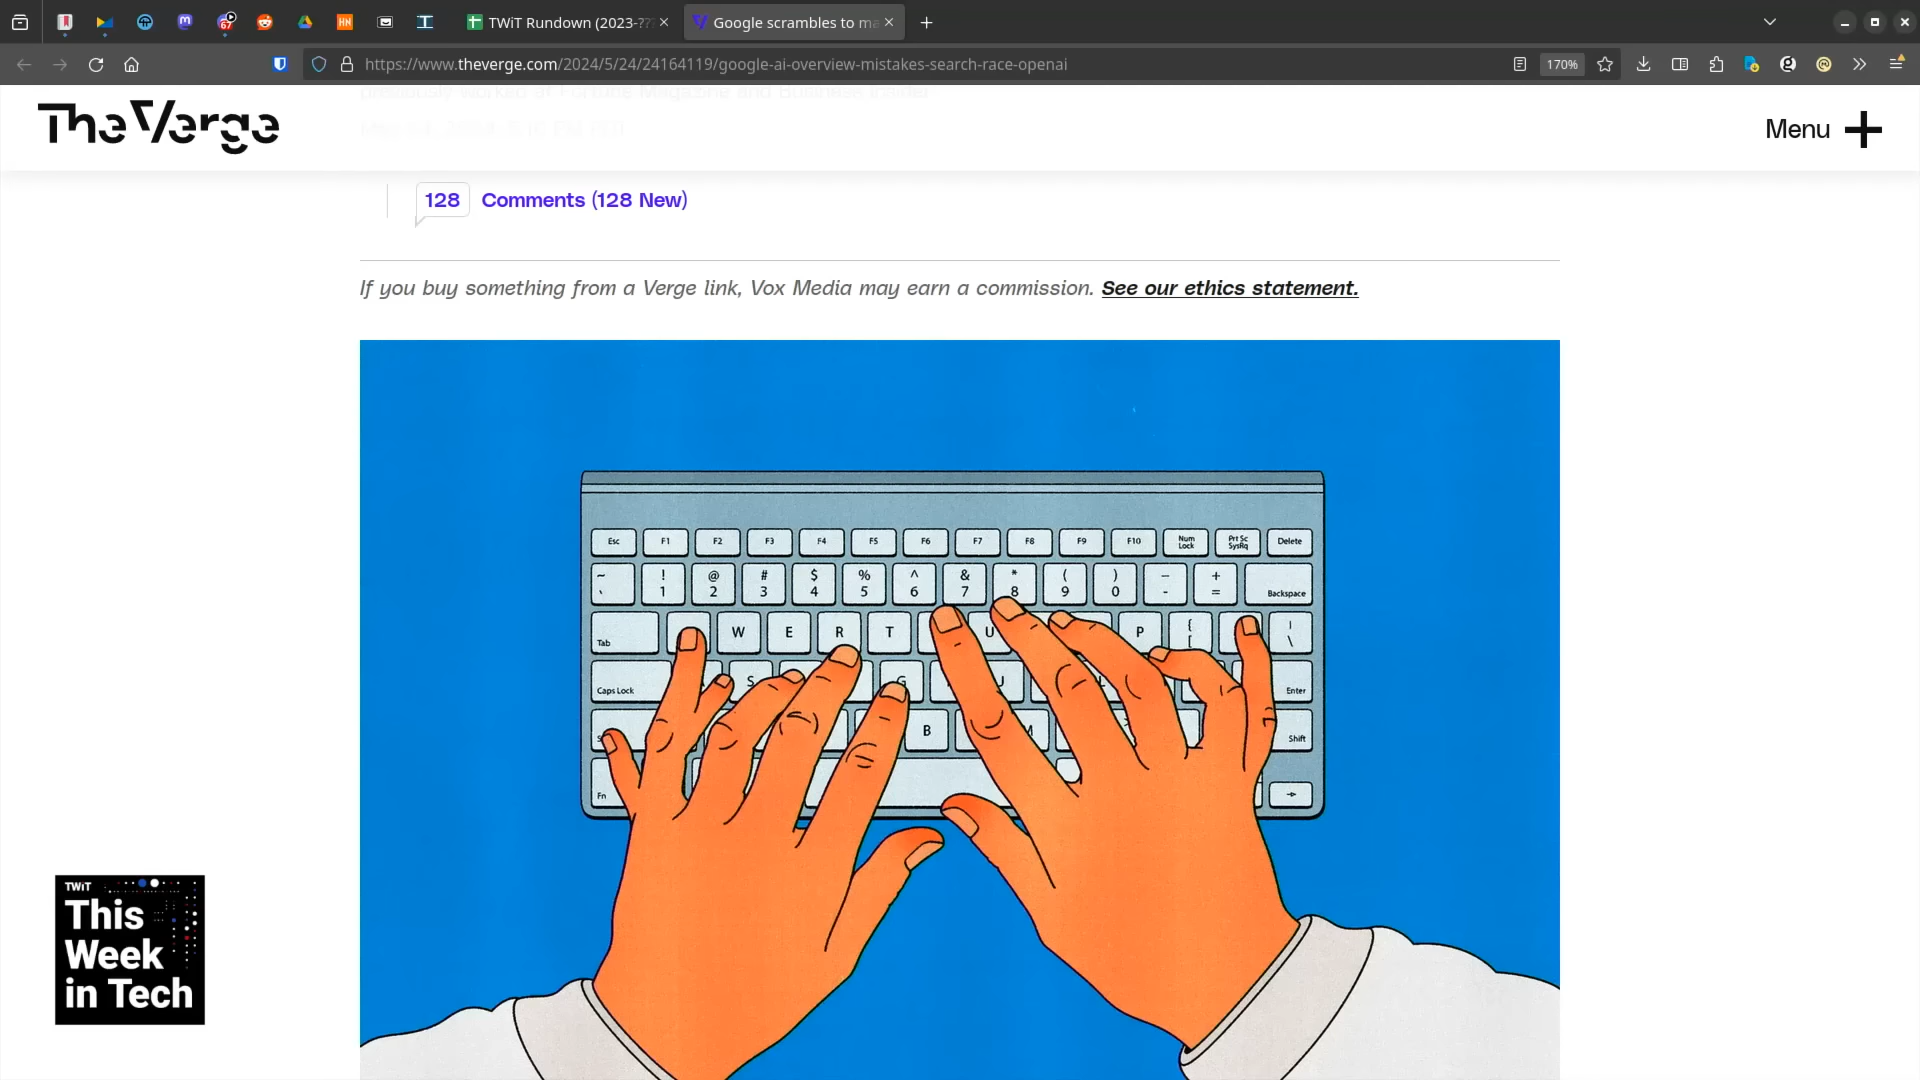 TWiT Rundown (2023-???
Google scrambles to ma
https://www.theverge.com/2024/5/24/24164119/google-ai-overview-mistakes-search-race-openai
170%
The Verge
Menu
128 Comments (128 New)
If you buy something from a Verge link, Vox Media may earn a commission. See our ethics statement.
Esc F1 F2 F3 F4 F5 F6 F7 F8 F9 F10 Num Lock Prt Sc SysRq Delete
~ ! @ # $ % ^ & * ( ) — +
` 1 2 3 4 5 6 7 8 9 0 - = Backspace
Tab W E R T U P { [ | \
Caps Lock S G J L Enter
B M Shift
Fn
TWiT
This
Week
in Tech